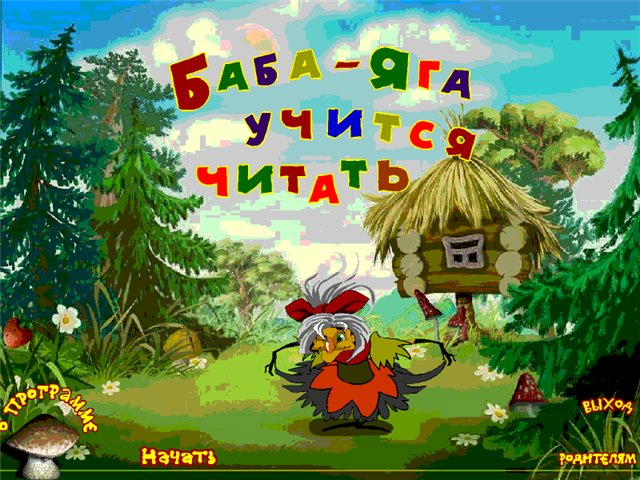 Баба-Яга
учится
читать
о программе
выход
Начать
родителям